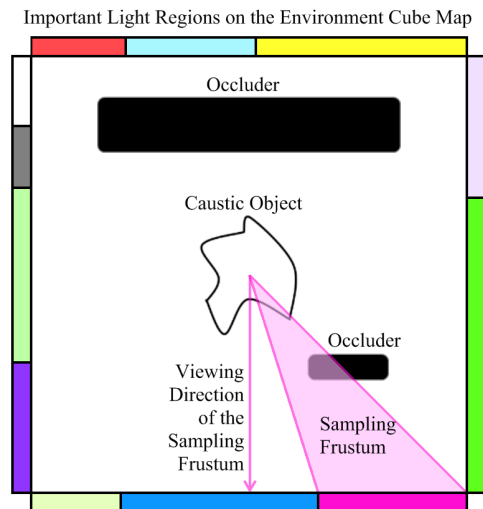 Important Light Regions on the Environment Cube Map
Occluder
Caustic Object
Occluder
Viewing
Direction
of the
Sampling
Frustum
Sampling
Frustum